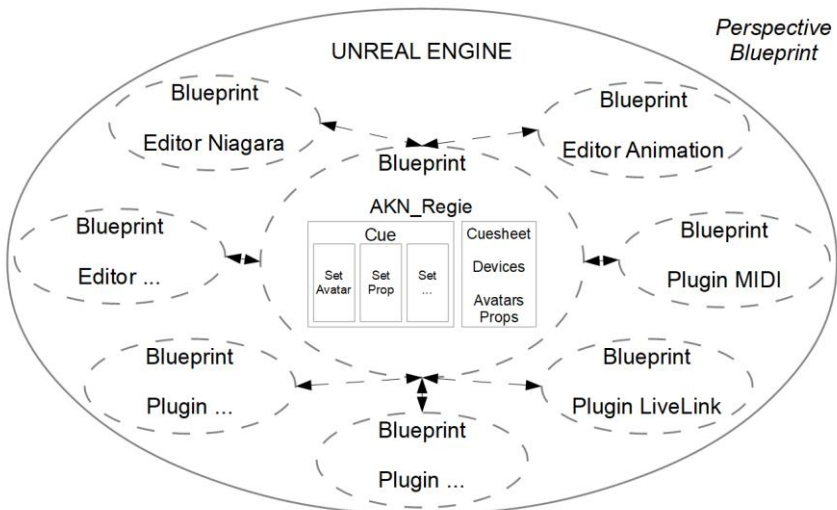 Perspective
Blueprint
UNREAL ENGINE
Blueprint
Editor Niagara
Blueprint
Editor Animation
Blueprint
AKN_Regie
Cue
Set
Avatar
Set
Prop
Set
...
Cuesheet
Devices
Avatars
Props
Blueprint
Editor ...
Blueprint
Plugin MIDI
Blueprint
Plugin ...
Blueprint
Plugin LiveLink
Blueprint
Plugin ...